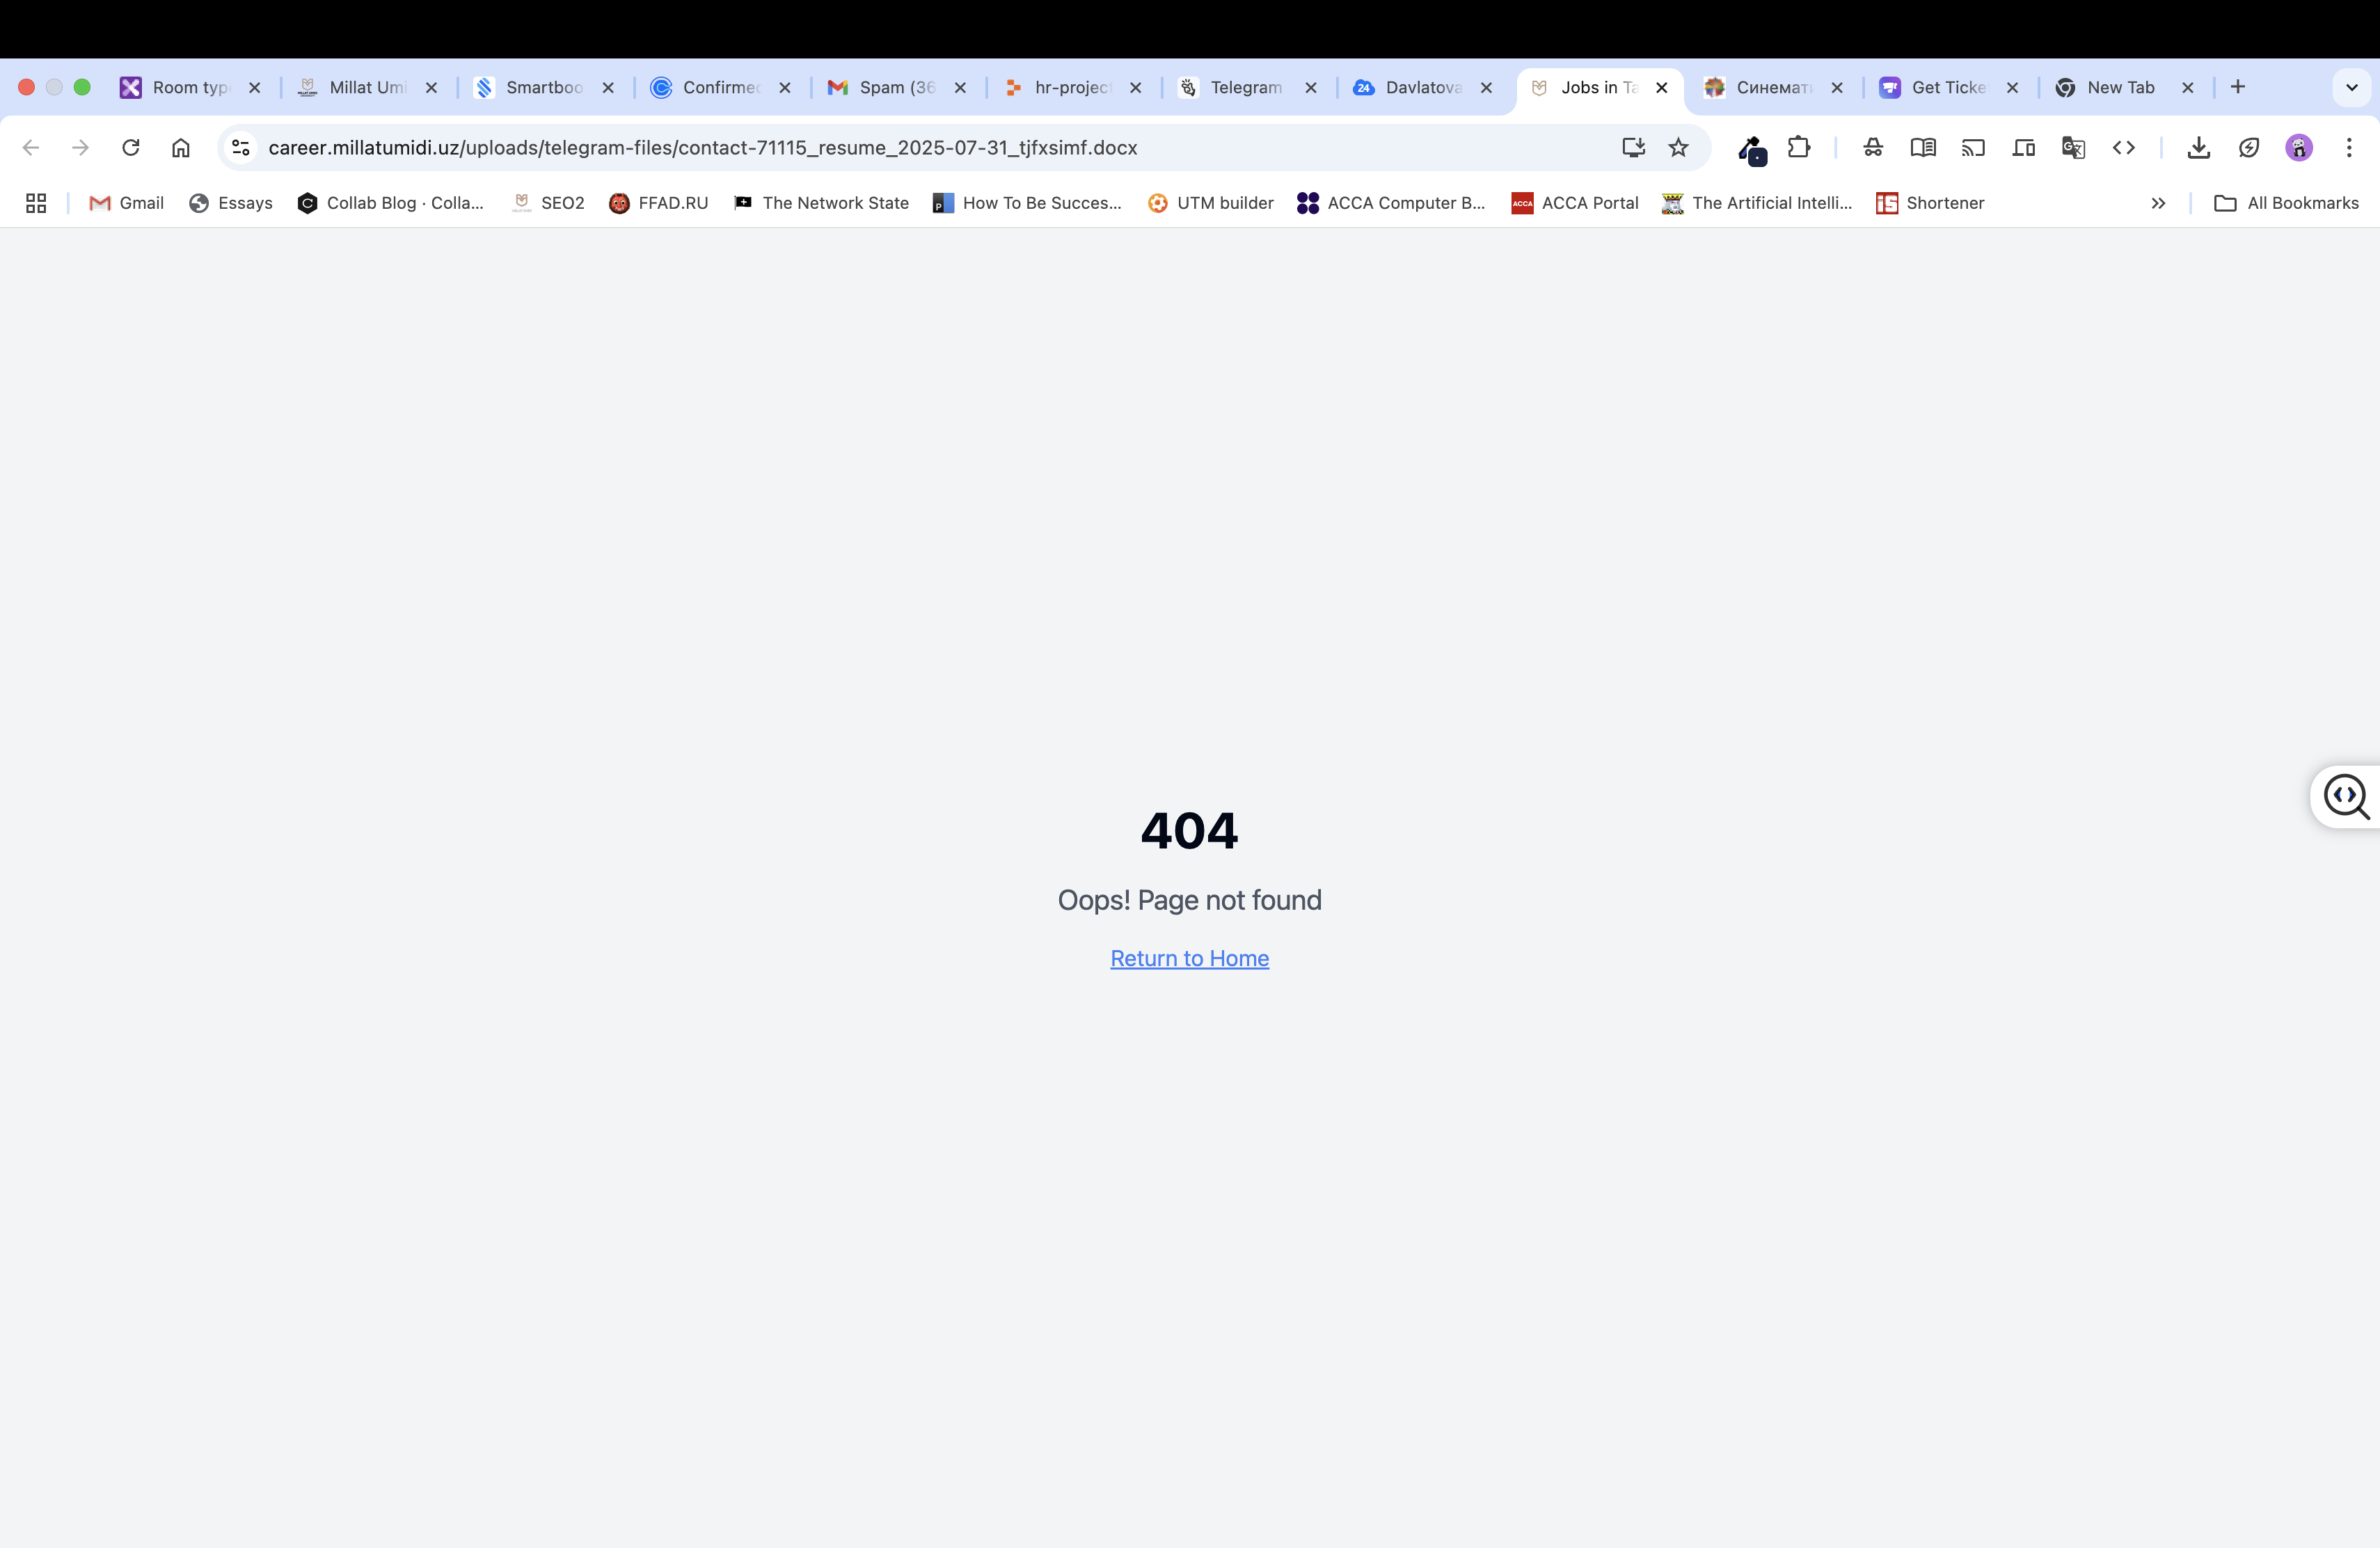 Room typ
Millat Umi
Smartboo
Confirmed
Spam (36
hr-project
Telegram
24
Davlatova
Jobs in Ta
Синемати
Get Ticke
New Tab
career.millatumidi.uz/uploads/telegram-files/contact-71115_resume_2025-07-31_tjfxsimf.docx
Gmail
Essays
Collab Blog · Colla...
SEO2
FFAD.RU
The Network State
How To Be Succes...
UTM builder
ACCA Computer B...
ACCA
ACCA Portal
The Artificial Intelli...
Shortener
All Bookmarks
404
Oops! Page not found
Return to Home